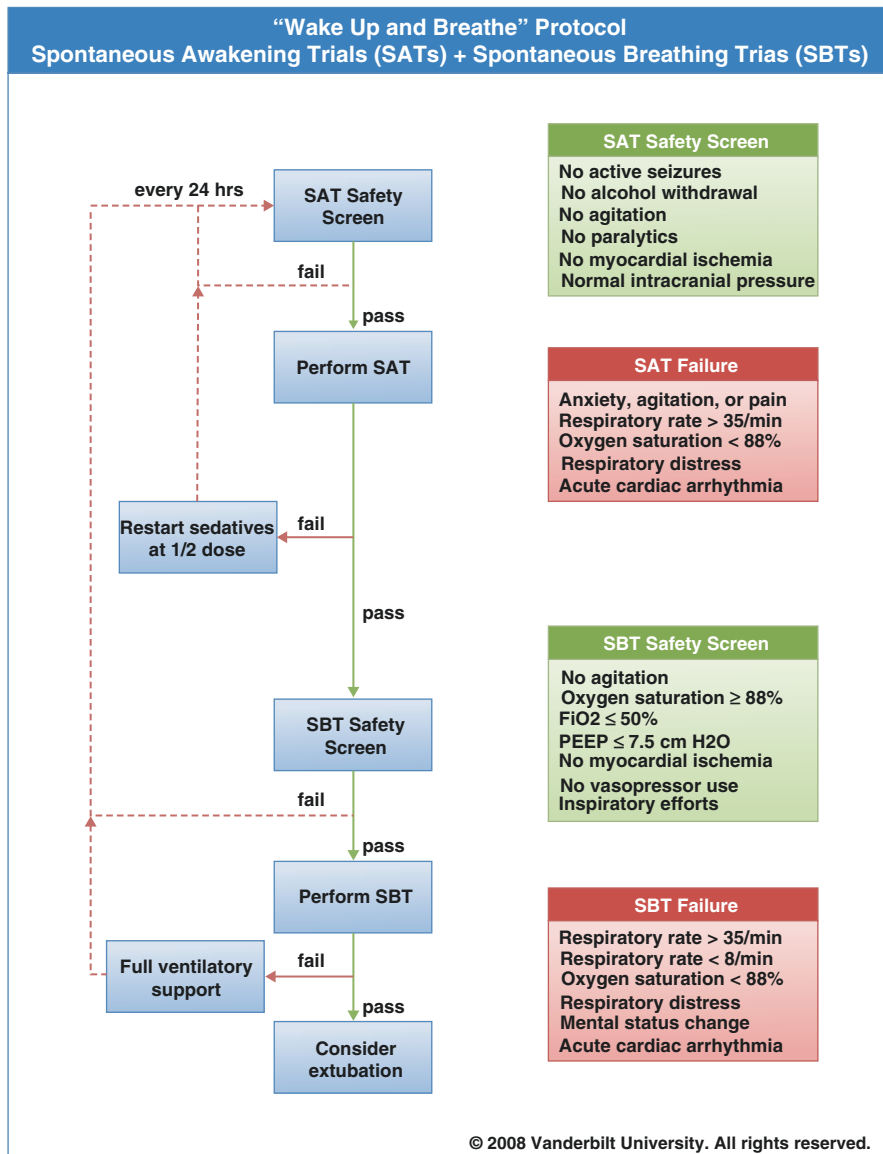 “Wake Up and Breathe” Protocol
Spontaneous Awakening Trials (SATs) + Spontaneous Breathing Trias (SBTs)
every 24 hrs
SAT Safety
Screen
fail
pass
Perform SAT
Restart sedatives
at 1/2 dose
fail
pass
SBT Safety
Screen
fail
pass
Perform SBT
Full ventilatory
support
fail
pass
Consider
extubation
SAT Safety Screen
No active seizures
No alcohol withdrawal
No agitation
No paralytics
No myocardial ischemia
Normal intracranial pressure
SAT Failure
Anxiety, agitation, or pain
Respiratory rate > 35/min
Oxygen saturation < 88%
Respiratory distress
Acute cardiac arrhythmia
SBT Safety Screen
No agitation
Oxygen saturation ≥ 88%
FiO2 ≤ 50%
PEEP ≤ 7.5 cm H2O
No myocardial ischemia
No vasopressor use
Inspiratory efforts
SBT Failure
Respiratory rate > 35/min
Respiratory rate < 8/min
Oxygen saturation < 88%
Respiratory distress
Mental status change
Acute cardiac arrhythmia
© 2008 Vanderbilt University. All rights reserved.